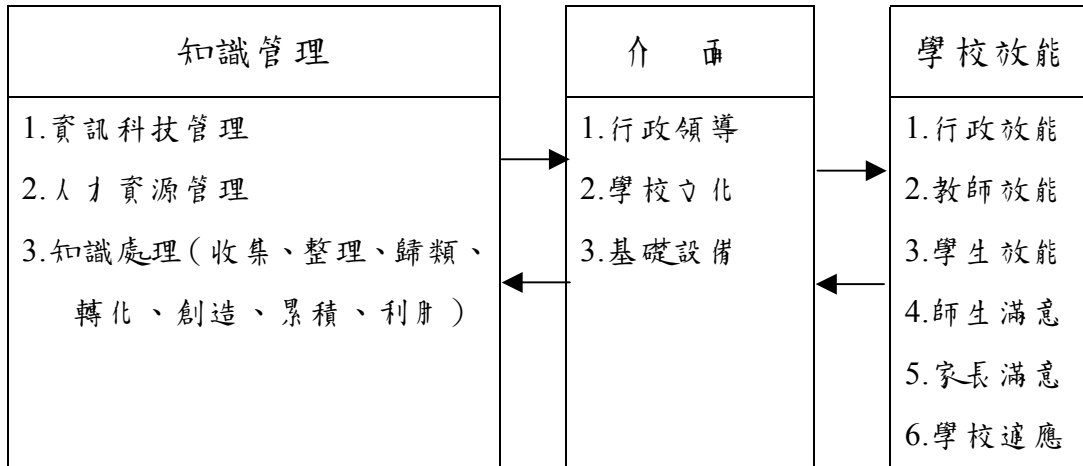 知識管理
1.資訊科技管理
2.人力資源管理
3.知識處理(收集、整理、歸類、
轉化、創造、累積、利用)
介 面
1.行政領導
2.學校文化
3.基礎設備
學校效能
1.行政效能
2.教師效能
3.學生效能
4.師生滿意
5.家長滿意
6.學校適應